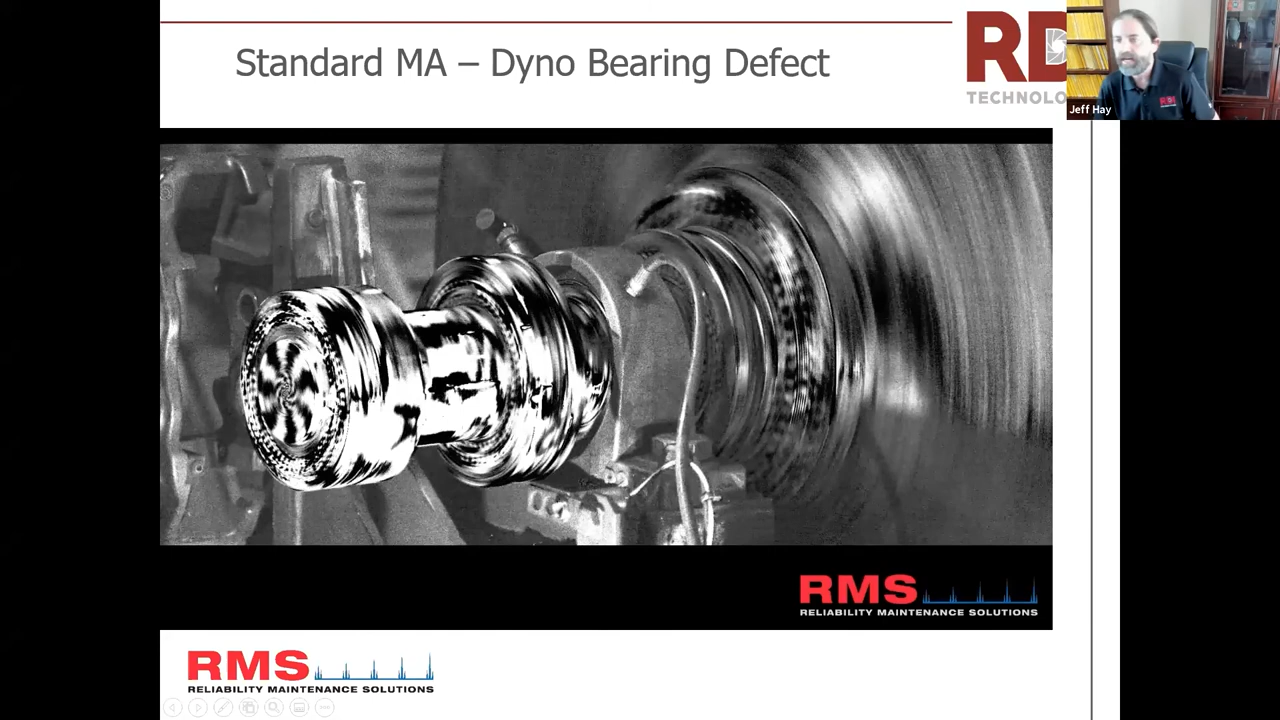 Standard MA – Dyno Bearing Defect
RD
TECHNOLO
Jeff Hay
RMS
RELIABILITY MAINTENANCE SOLUTIONS
RMS
RELIABILITY MAINTENANCE SOLUTIONS